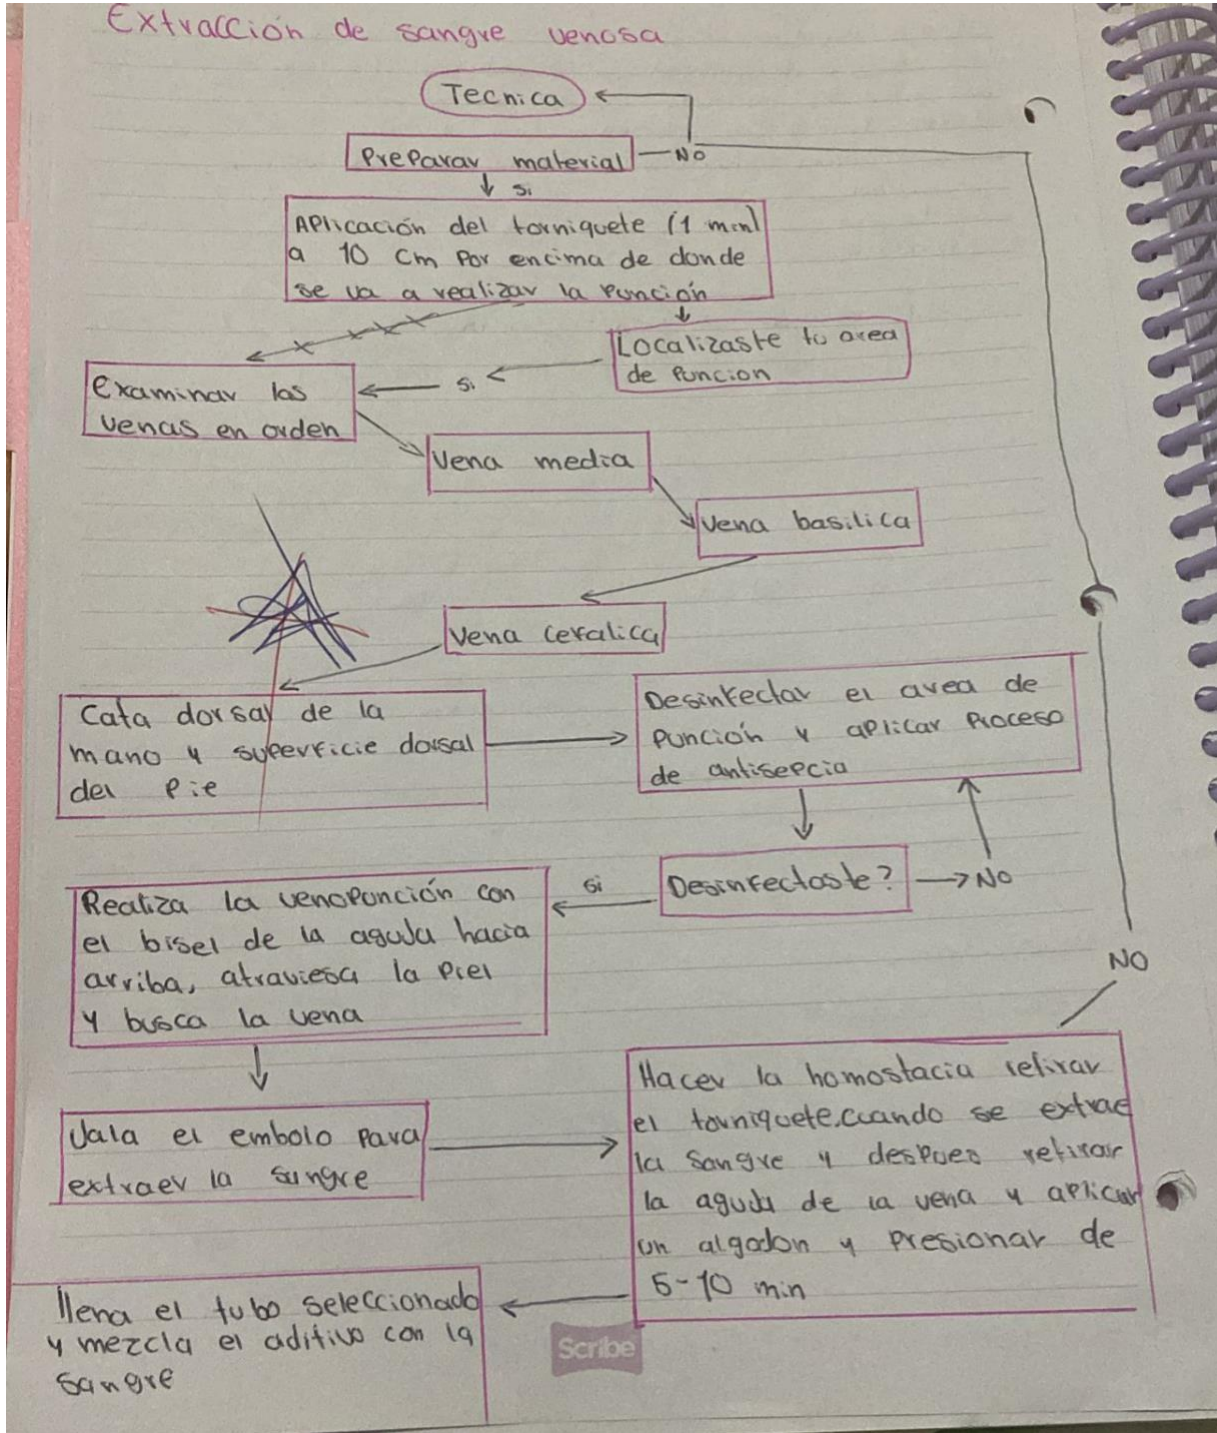 Extracción de sangre venosa
Tecnica
Preparar material
NO
Si
Aplicación del torniquete (1 min)
a 10 cm por encima de donde
se va a realizar la punción
Localizaste tu area
de puncion
Si
Examinar las
venas en orden
Vena media
Vena basilica
Vena cefalica
Cata dorsal de la
mano y superficie dorsal
del pie
Desinfectar el area de
punción y aplicar proceso
de antisepcia
Desinfectaste?
NO
Si
Realiza la venopunción con
el bisel de la aguja hacia
arriba, atraviesa la piel
y busca la vena
NO
Jala el embolo para
extraer la sangre
Hacer la homostacia retirar
el torniquete.cuando se extrae
la sangre y despues retirar
la aguja de la vena y aplicar
un algodon y presionar de
5-10 min
llena el tubo seleccionado
y mezcla el aditivo con la
sangre
Scribe